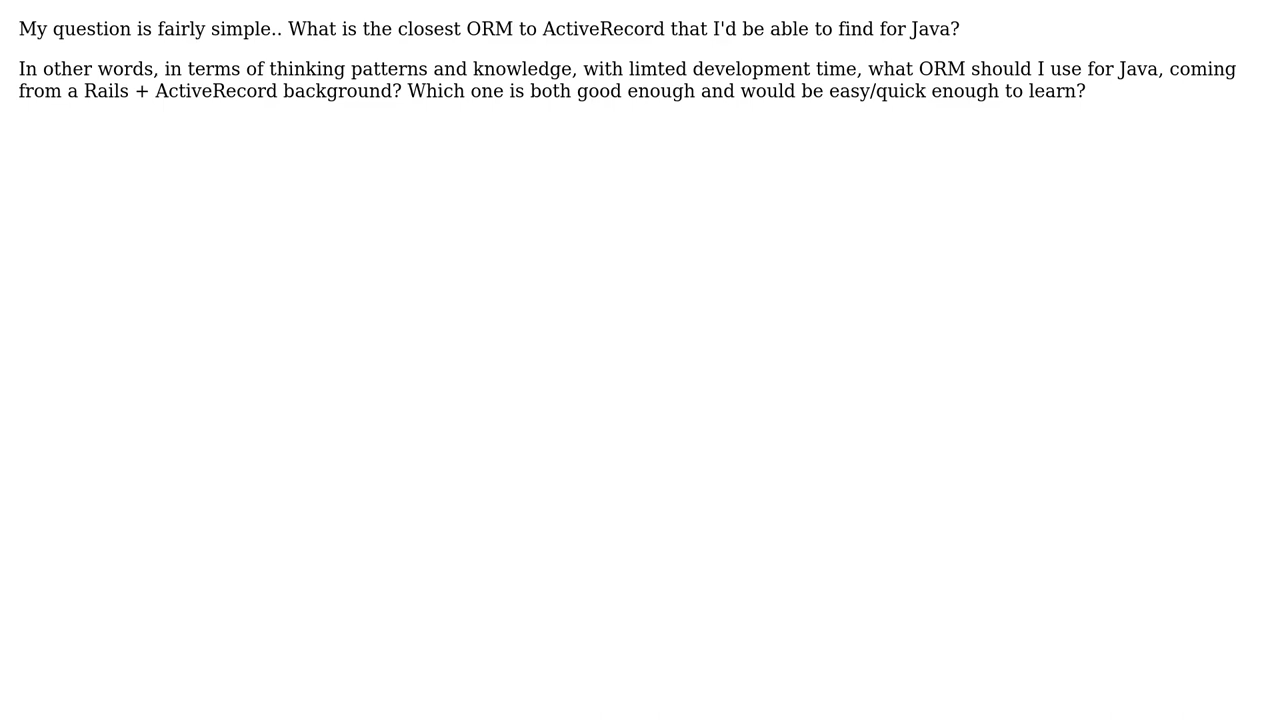 My question is fairly simple.. What is the closest ORM to ActiveRecord that I'd be able to find for Java?
In other words, in terms of thinking patterns and knowledge, with limted development time, what ORM should I use for Java, coming
from a Rails + ActiveRecord background? Which one is both good enough and would be easy/quick enough to learn?